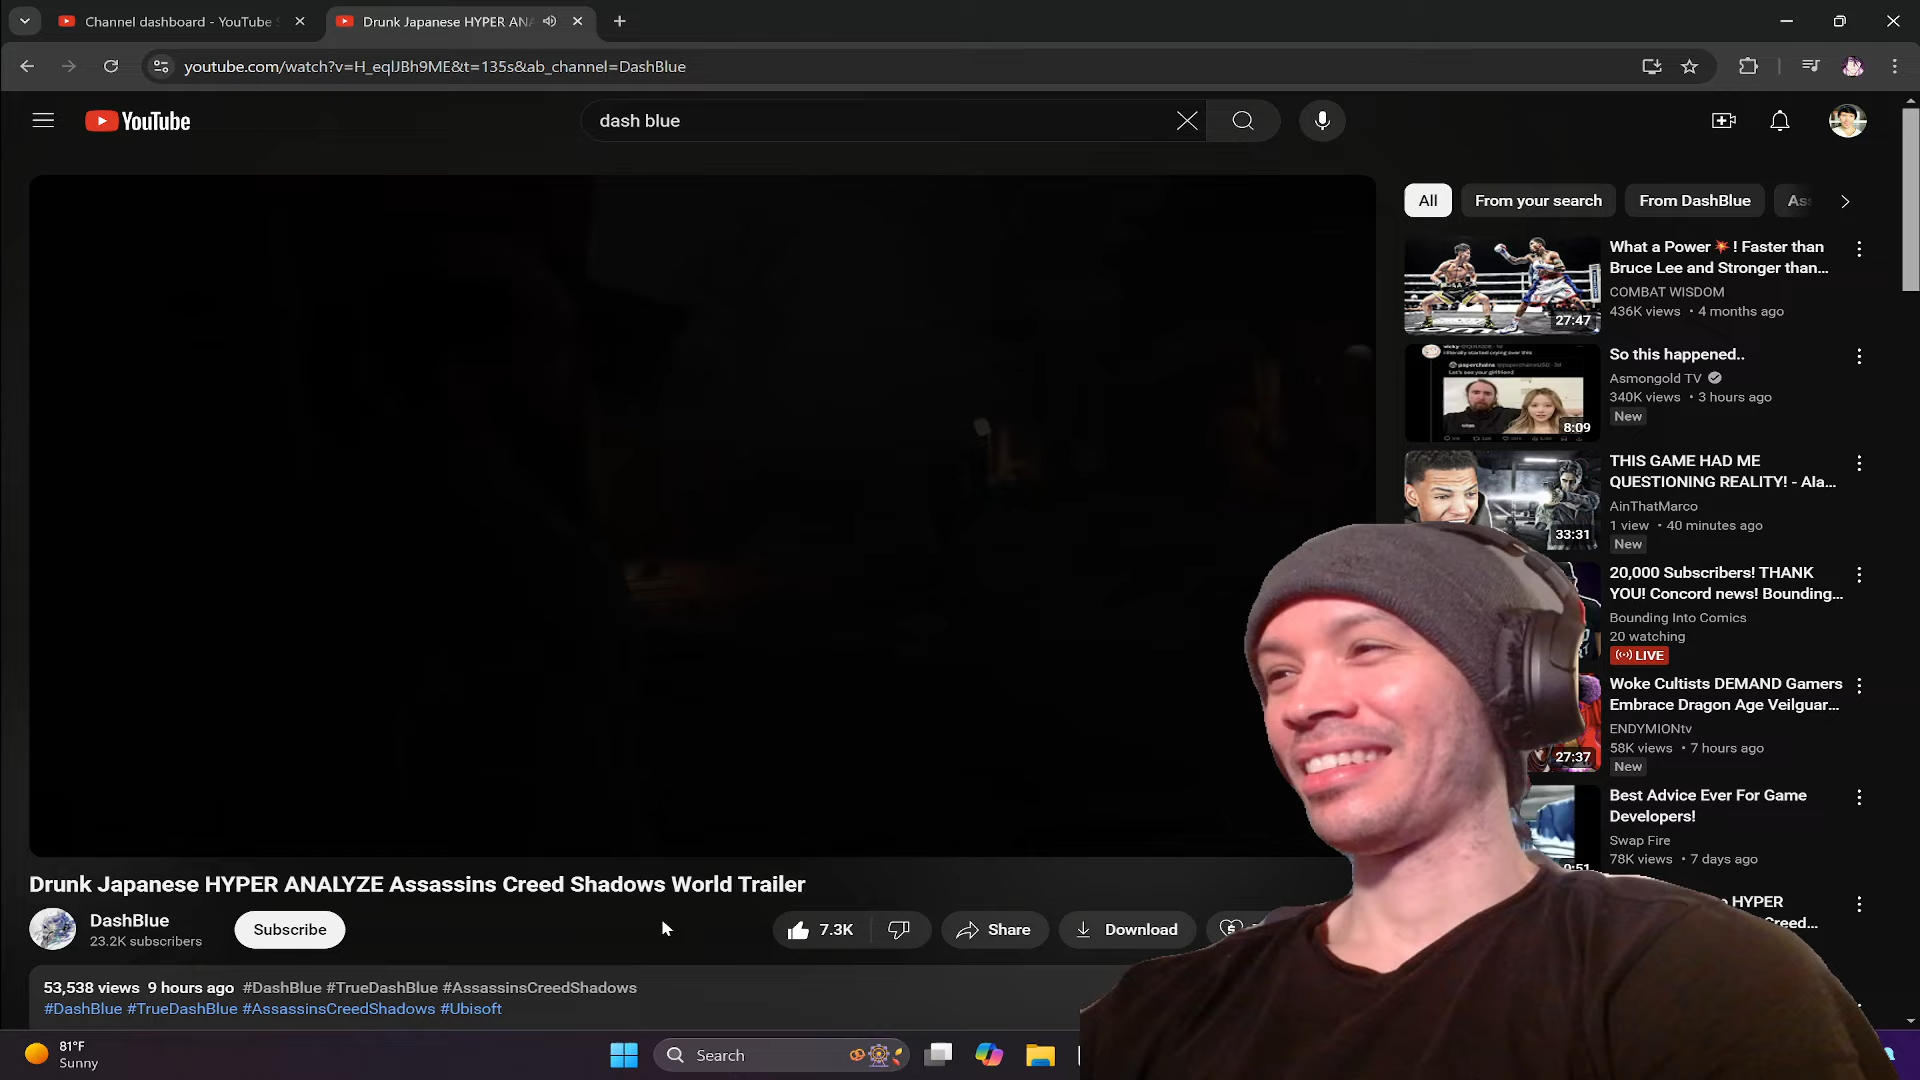 Channel dashboard - YouTube
Drunk Japanese HYPER AN
youtube.com/watch?v=H_eqlJBh9ME&t=135s&ab_channel=DashBlue
YouTube
dash blue
All
From your search
From DashBlue
As
What a Power💥! Faster than
Bruce Lee and Stronger than...
COMBAT WISDOM
436K views • 4 months ago
27:47
So this happened..
Asmongold TV
340K views • 3 hours ago
New
8:09
THIS GAME HAD ME
QUESTIONING REALITY! - Ala...
AinThatMarco
1 view • 40 minutes ago
New
33:31
20,000 Subscribers! THANK
YOU! Concord news! Bounding...
Bounding Into Comics
20 watching
LIVE
Woke Cultists DEMAND Gamers
Embrace Dragon Age Veilguar...
ENDYMIONtv
58K views • 7 hours ago
New
27:37
Best Advice Ever For Game
Developers!
Swap Fire
78K views • 7 days ago
HYPER
Drunk Japanese HYPER ANALYZE Assassins Creed Shadows World Trailer
DashBlue
23.2K subscribers
Subscribe
7.3K
Share
Download
53,538 views 9 hours ago #DashBlue #TrueDashBlue #AssassinsCreedShadows
#DashBlue #TrueDashBlue #AssassinsCreedShadows #Ubisoft
81°F
Sunny
Search